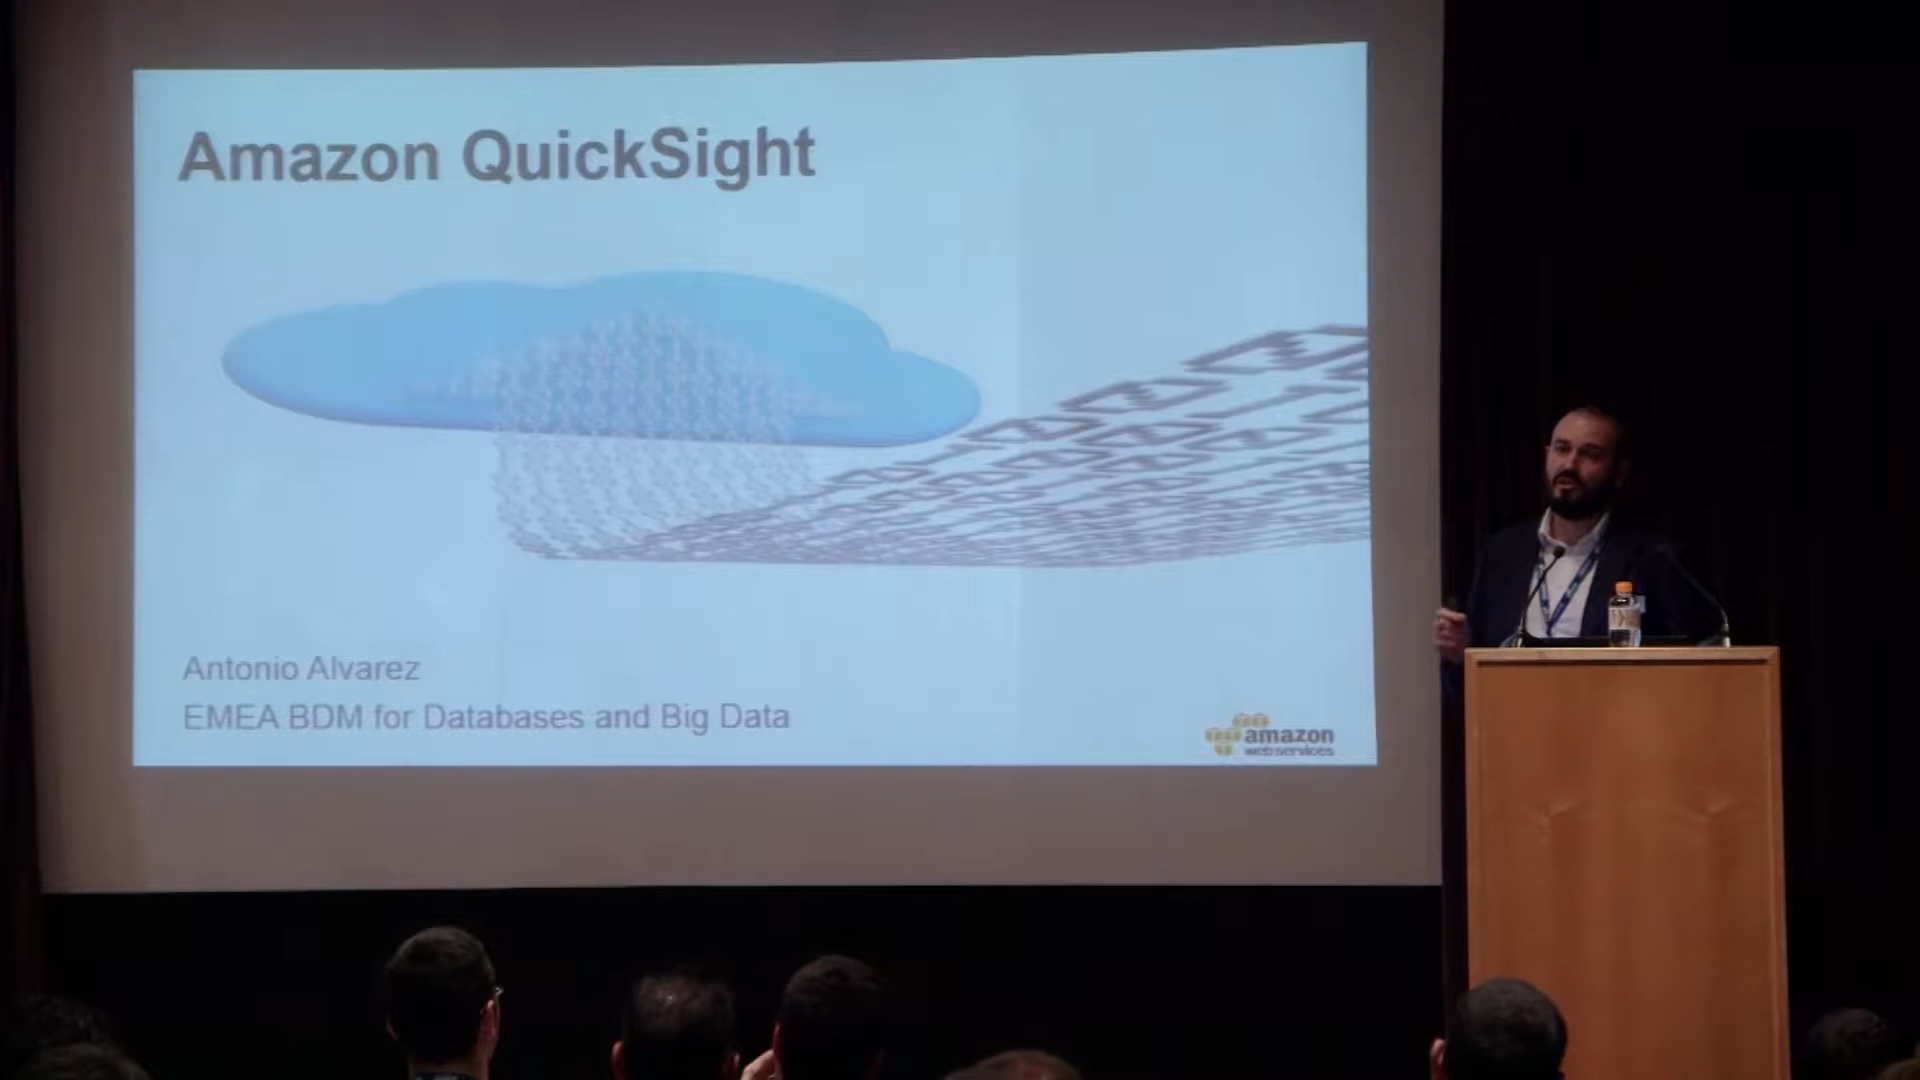 Amazon QuickSight
Antonio Alvarez
EMEA BDM for Databases and Big Data
amazon
web services